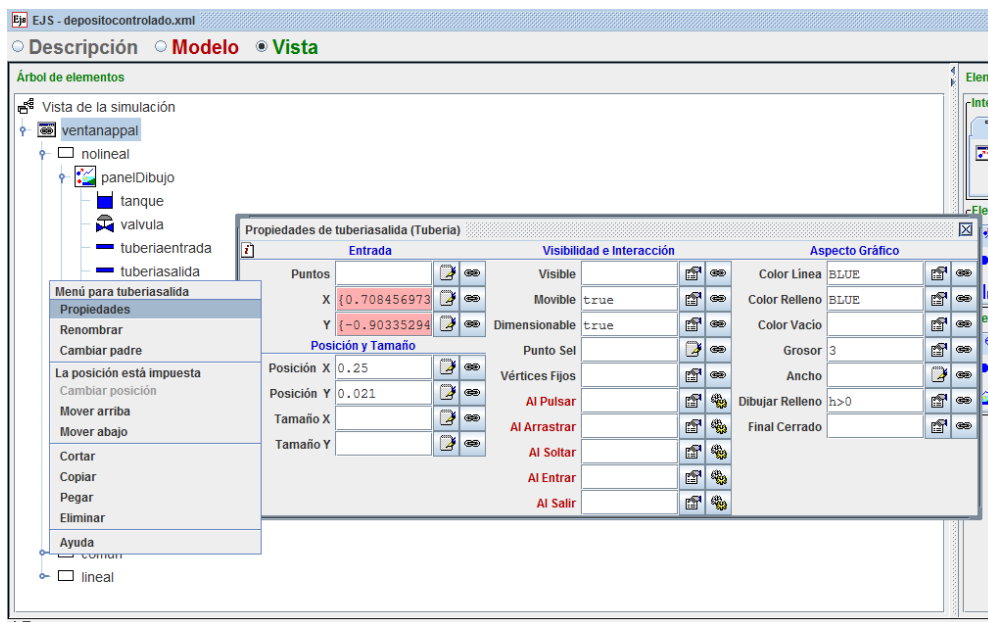 EJS - depositocontrolado.xml
Descripción Modelo Vista
Árbol de elementos
Vista de la simulación
ventanappal
nolineal
panelDibujo
tanque
valvula
tuberiaentrada
tuberiasalida
Menú para tuberiasalida
Propiedades
Renombrar
Cambiar padre
La posición está impuesta
Cambiar posición
Mover arriba
Mover abajo
Cortar
Copiar
Pegar
Eliminar
Ayuda
lineal
Propiedades de tuberiasalida (Tuberia)
Entrada
Puntos
X {0.708456973
Y {-0.90335294
Posición y Tamaño
Posición X 0.25
Posición Y 0.021
Tamaño X
Tamaño Y
Visibilidad e Interacción
Visible
Movible true
Dimensionable true
Punto Sel
Vértices Fijos
Al Pulsar
Al Arrastrar
Al Soltar
Al Entrar
Al Salir
Aspecto Gráfico
Color Línea BLUE
Color Relleno BLUE
Color Vacío
Grosor 3
Ancho
Dibujar Relleno h>0
Final Cerrado